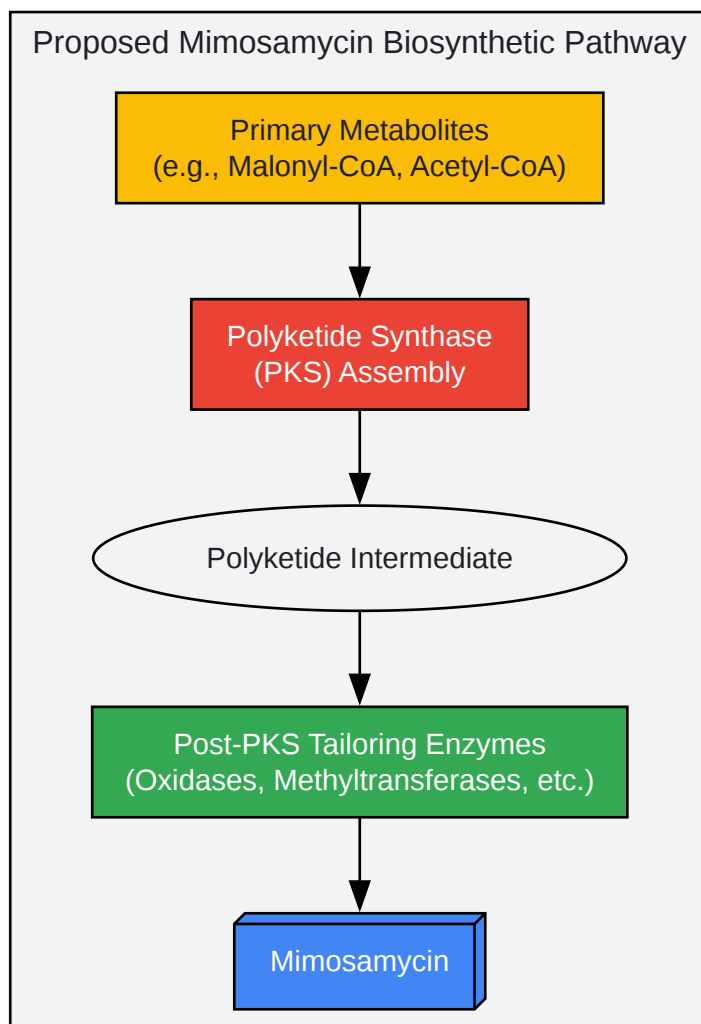 Proposed Mimosamycin Biosynthetic Pathway
Primary Metabolites
(e.g., Malonyl-CoA, Acetyl-CoA)
Polyketide Synthase
(PKS) Assembly
Polyketide Intermediate
Post-PKS Tailoring Enzymes
(Oxidases, Methyltransferases, etc.)
Mimosamycin